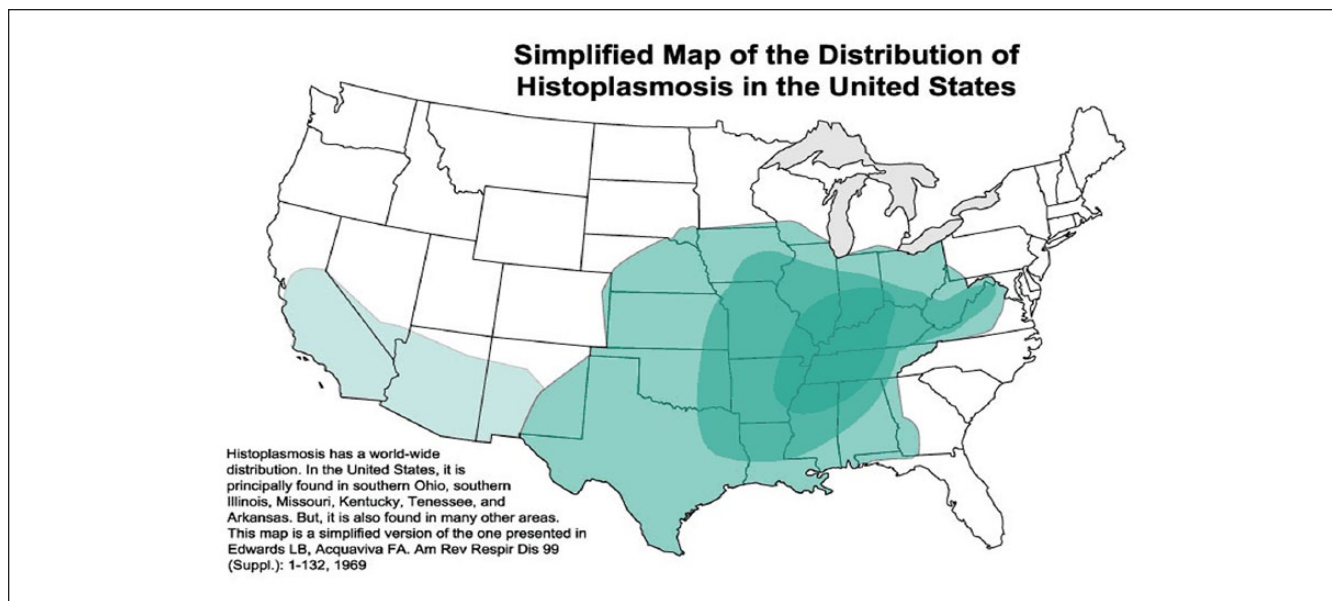 Simplified Map of the Distribution of
Histoplasmosis in the United States
Histoplasmosis has a world-wide
distribution. In the United States, it is
principally found in southern Ohio, southern
Illinois, Missouri, Kentucky, Tenessee, and
Arkansas. But, it is also found in many other areas.
This map is a simplified version of the one presented in
Edwards LB, Acquaviva FA. Am Rev Respir Dis 99
(Suppl.): 1-132, 1969